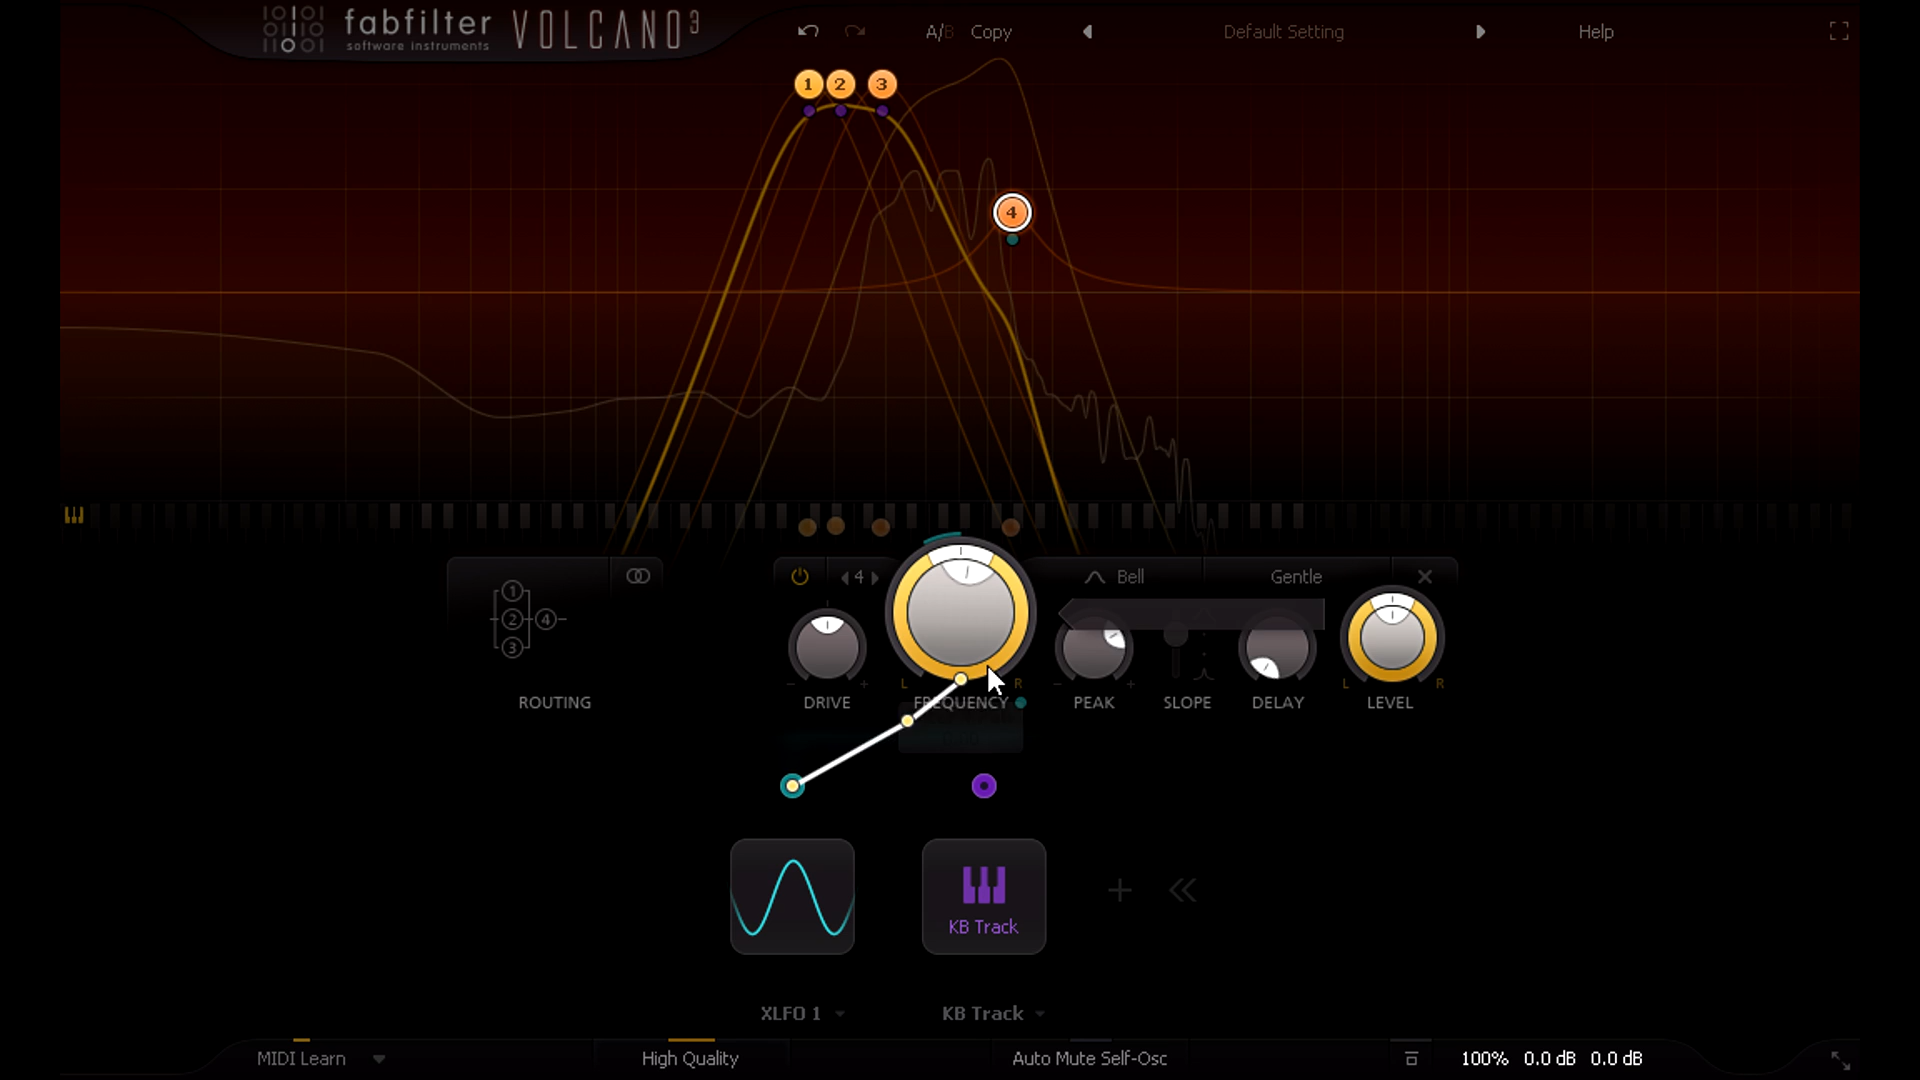 fabfilter VOLCANO 3
software instruments
A/B Copy Default Setting Help
1 2 3
4
4 Bell Gentle
1
2 4
3
L R L R
ROUTING DRIVE FREQUENCY PEAK SLOPE DELAY LEVEL
KB Track
XLFO 1 KB Track
MIDI Learn High Quality Auto Mute Self-Osc 100% 0.0 dB 0.0 dB